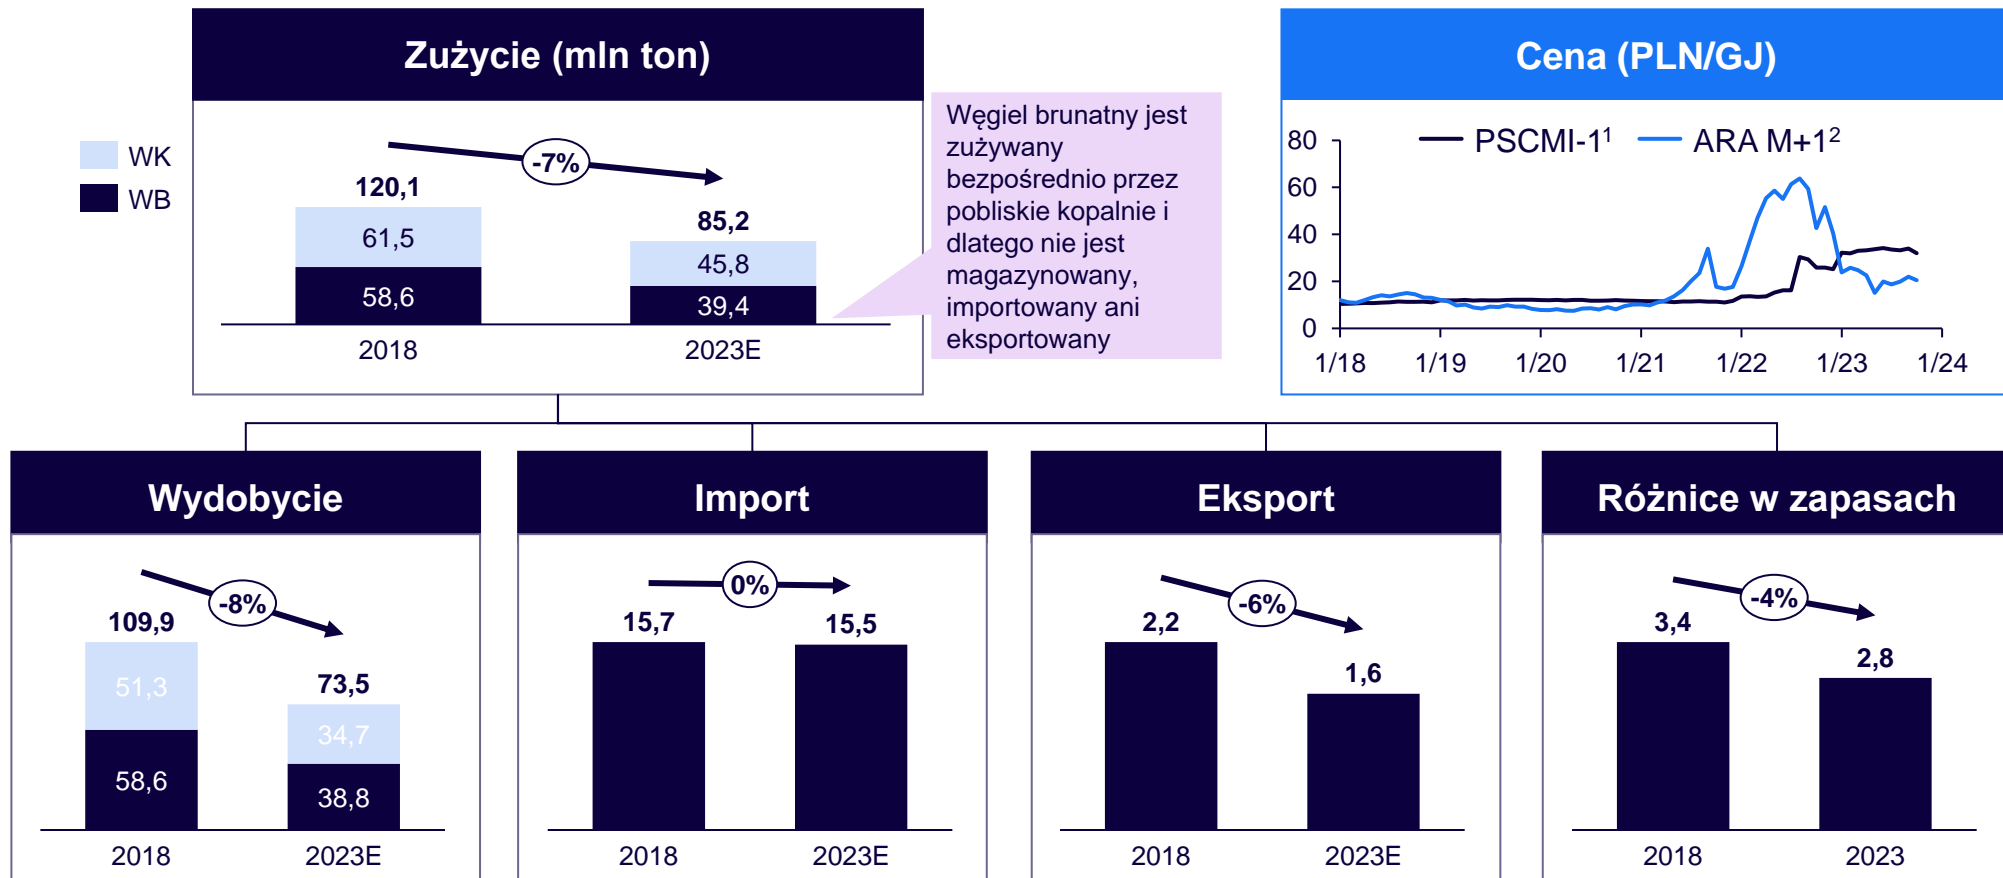 Zużycie (mln ton)
WK
WB
-7%
120,1
61,5
58,6
85,2
45,8
39,4
2018
2023E
Węgiel brunatny jest
zużywany
bezpośrednio przez
pobliskie kopalnie i
dlatego nie jest
magazynowany,
importowany ani
eksportowany
Cena (PLN/GJ)
PSCMI-1¹
ARA M+1²
80
60
40
20
0
1/18
1/19
1/20
1/21
1/22
1/23
1/24
Wydobycie
-8%
109,9
51,3
58,6
73,5
34,7
38,8
2018
2023E
Import
0%
15,7
15,5
2018
2023E
Eksport
-6%
2,2
1,6
2018
2023E
Różnice w zapasach
-4%
3,4
2,8
2018
2023